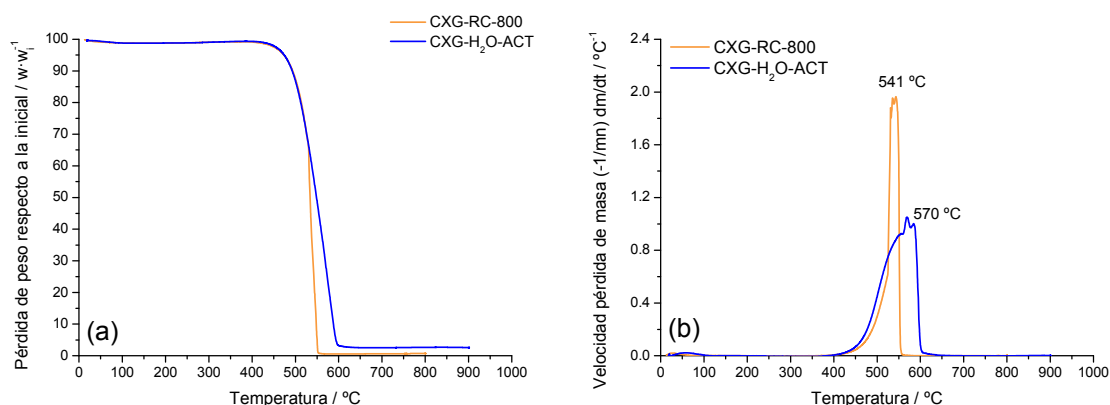 CXG-RC-800
CXG-H₂O-ACT
Pérdida de peso respecto a la inicial / w·wᵢ⁻¹
100
90
80
70
60
50
40
30
20
10
0
(a)
0 100 200 300 400 500 600 700 800 900 1000
Temperatura / ºC
CXG-RC-800
CXG-H₂O-ACT
541 ºC
570 ºC
Velocidad pérdida de masa (-1/mn) dm/dt / ºC⁻¹
2.4
2.0
1.6
1.2
0.8
0.4
0.0
(b)
0 100 200 300 400 500 600 700 800 900 1000
Temperatura / ºC